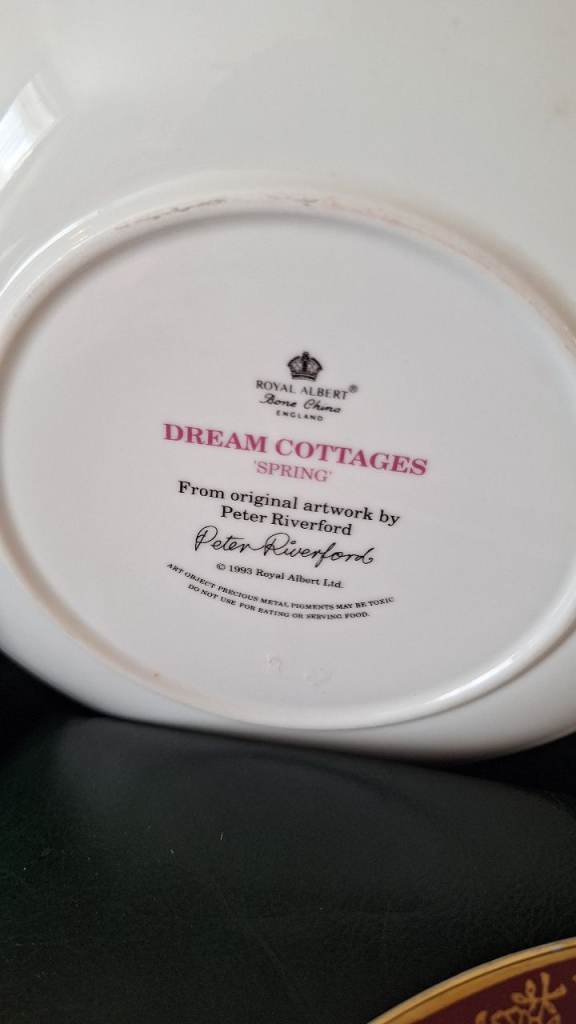 ROYAL ALBERT®
Bone China
ENGLAND
DREAM COTTAGES
'SPRING'
From original artwork by
Peter Riverford
Peter Riverford
© 1993 Royal Albert Ltd.
ART OBJECT PRECIOUS METAL PIGMENTS MAY BE TOXIC
DO NOT USE FOR EATING OR SERVING FOOD.